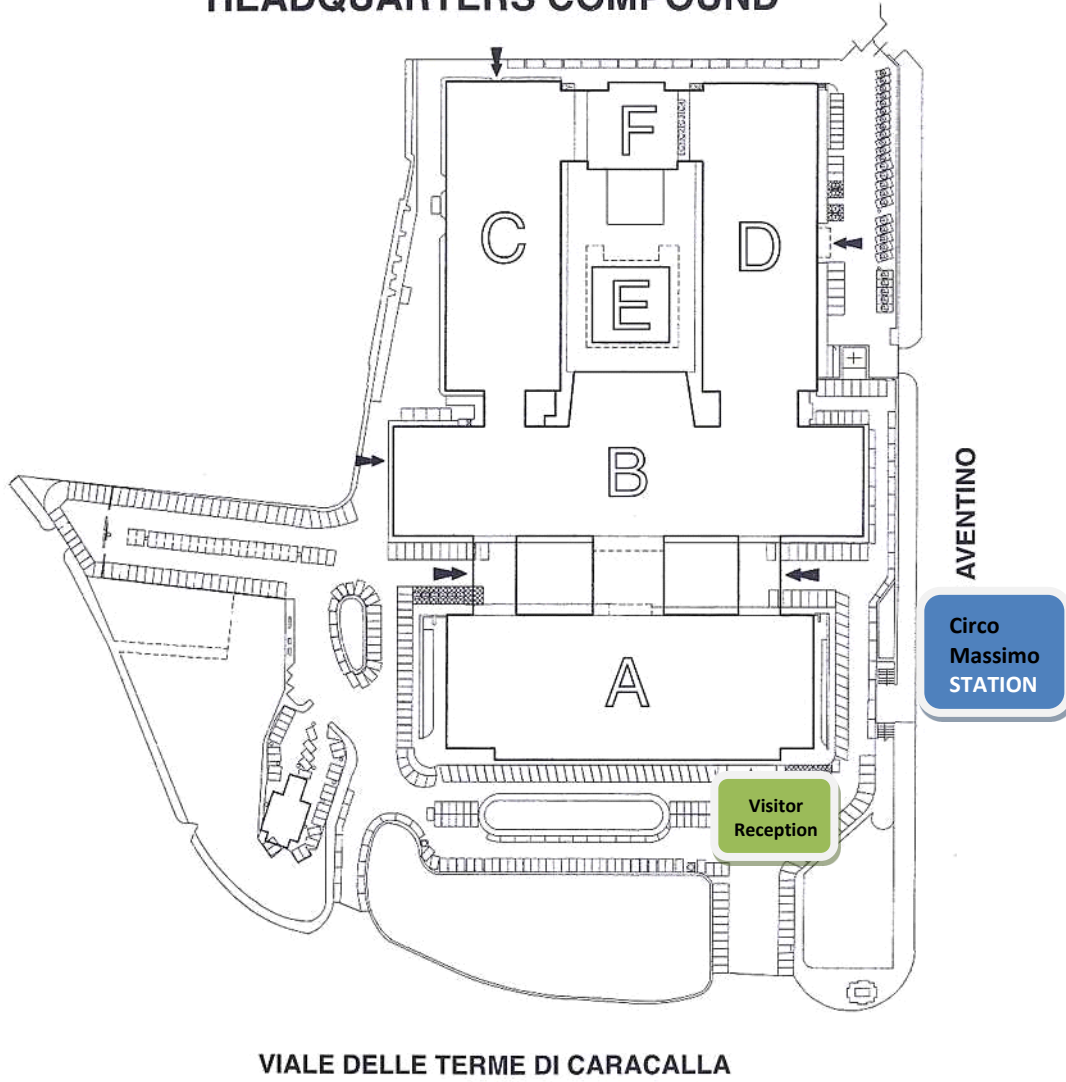 HEADQUARTERS COMPOUND
F
C
D
E
B
AVENTINO
Circo
Massimo
STATION
A
Visitor
Reception
VIALE DELLE TERME DI CARACALLA